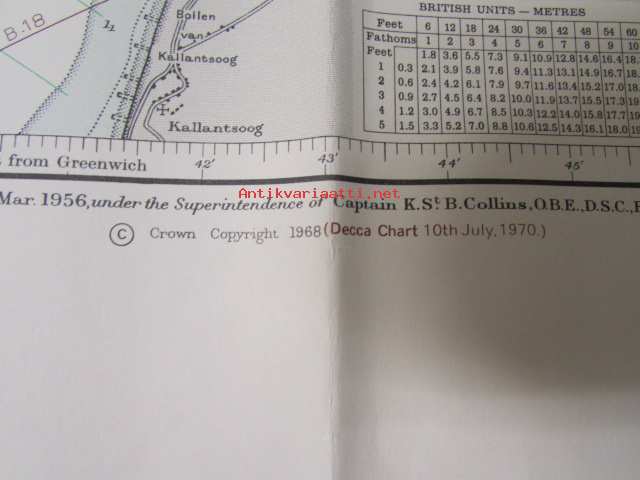 B.18
Bollen
van
Kallantsoog
Kallantsoog
BRITISH UNITS — METRES
Feet 6 12 18 24 30 36 42 48 54 60
Fathoms 1 2 3 4 5 6 7 8 9 10
Feet 1.8 3.6 5.5 7.3 9.1 10.9 12.8 14.6 16.4 18.
1 0.3 2.1 3.9 5.8 7.6 9.4 11.3 13.1 14.9 16.7 18.
2 0.6 2.4 4.2 6.1 7.9 9.7 11.6 13.4 15.2 17.0 18.
3 0.9 2.7 4.5 6.4 8.2 10.0 11.9 13.7 15.5 17.3 19
4 1.2 3.0 4.9 6.7 8.5 10.3 12.2 14.0 15.8 17.7 19
5 1.5 3.3 5.2 7.0 8.8 10.6 12.5 14.3 16.1 18.0 19
from Greenwich 42' 43' 44' 45'
Antikvariaatti.net
Mar. 1956, under the Superintendence of Captain K. St. B. Collins, O.B.E., D.S.C.,
© Crown Copyright 1968 (Decca Chart 10th July, 1970.)